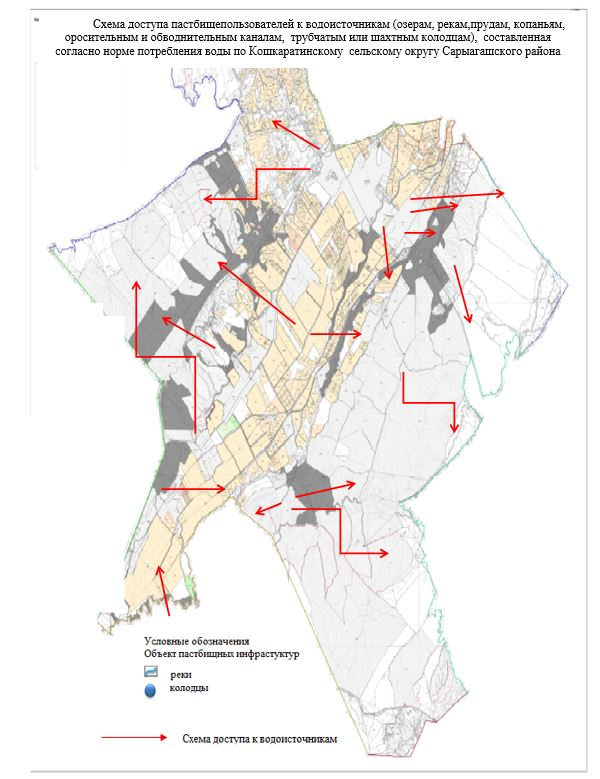 Схема доступа пастбищепользователей к водоисточникам (озерам, рекам,прудам, копаньям,
оросительным и обводнительным каналам, трубчатым или шахтным колодцам), составленная
согласно норме потребления воды по Кошкаратинскому сельскому округу Сарыагашского района
Условные обозначения
Объект пастбищных инфрастуктур
реки
колодцы
Схема доступа к водоисточникам